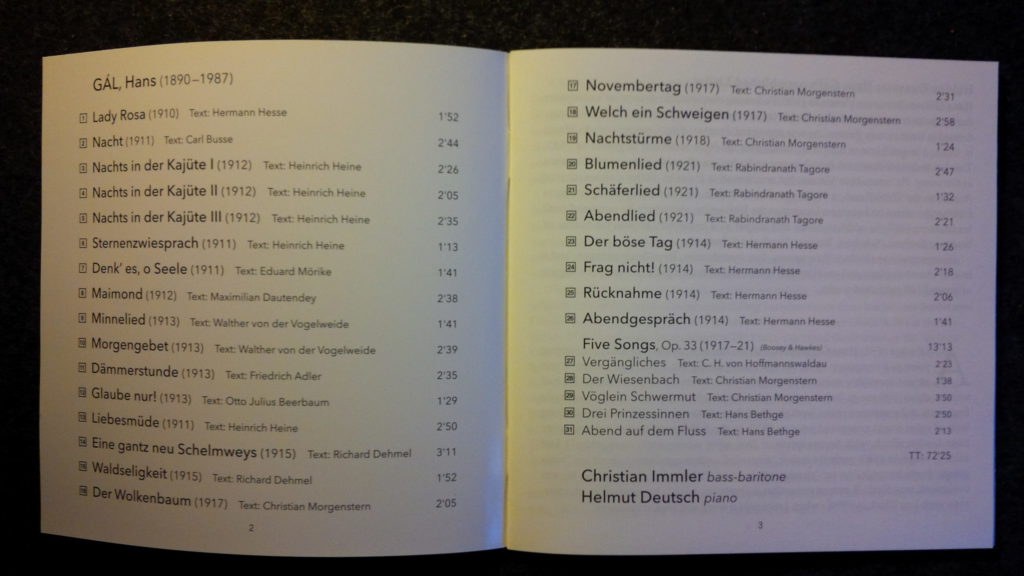 GÁL, Hans (1890–1987)
1 Lady Rosa (1910) Text: Hermann Hesse 1'52
2 Nacht (1911) Text: Carl Busse 2'44
3 Nachts in der Kajüte I (1912) Text: Heinrich Heine 2'26
4 Nachts in der Kajüte II (1912) Text: Heinrich Heine 2'05
5 Nachts in der Kajüte III (1912) Text: Heinrich Heine 2'35
6 Sternenzwiesprach (1911) Text: Heinrich Heine 1'13
7 Denk' es, o Seele (1911) Text: Eduard Mörike 1'41
8 Maimond (1912) Text: Maximilian Dautendey 2'38
9 Minnelied (1913) Text: Walther von der Vogelweide 1'41
10 Morgengebet (1913) Text: Walther von der Vogelweide 2'39
11 Dämmerstunde (1913) Text: Friedrich Adler 2'35
12 Glaube nur! (1913) Text: Otto Julius Beerbaum 1'29
13 Liebesmüde (1911) Text: Heinrich Heine 2'50
14 Eine gantz neu Schelmweys (1915) Text: Richard Dehmel 3'11
15 Waldseligkeit (1915) Text: Richard Dehmel 1'52
16 Der Wolkenbaum (1917) Text: Christian Morgenstern 2'05
2
17 Novembertag (1917) Text: Christian Morgenstern 2'31
18 Welch ein Schweigen (1917) Text: Christian Morgenstern 2'58
19 Nachtstürme (1918) Text: Christian Morgenstern 1'24
20 Blumenlied (1921) Text: Rabindranath Tagore 2'47
21 Schäferlied (1921) Text: Rabindranath Tagore 1'32
22 Abendlied (1921) Text: Rabindranath Tagore 2'21
23 Der böse Tag (1914) Text: Hermann Hesse 1'26
24 Frag nicht! (1914) Text: Hermann Hesse 2'18
25 Rücknahme (1914) Text: Hermann Hesse 2'06
26 Abendgespräch (1914) Text: Hermann Hesse 1'41
Five Songs, Op. 33 (1917–21) (Boosey & Hawkes) 13'13
27 Vergängliches Text: C. H. von Hoffmannswaldau 2'23
28 Der Wiesenbach Text: Christian Morgenstern 1'38
29 Vöglein Schwermut Text: Christian Morgenstern 3'50
30 Drei Prinzessinnen Text: Hans Bethge 2'50
31 Abend auf dem Fluss Text: Hans Bethge 2'13
TT: 72'25
Christian Immler bass-baritone
Helmut Deutsch piano
3